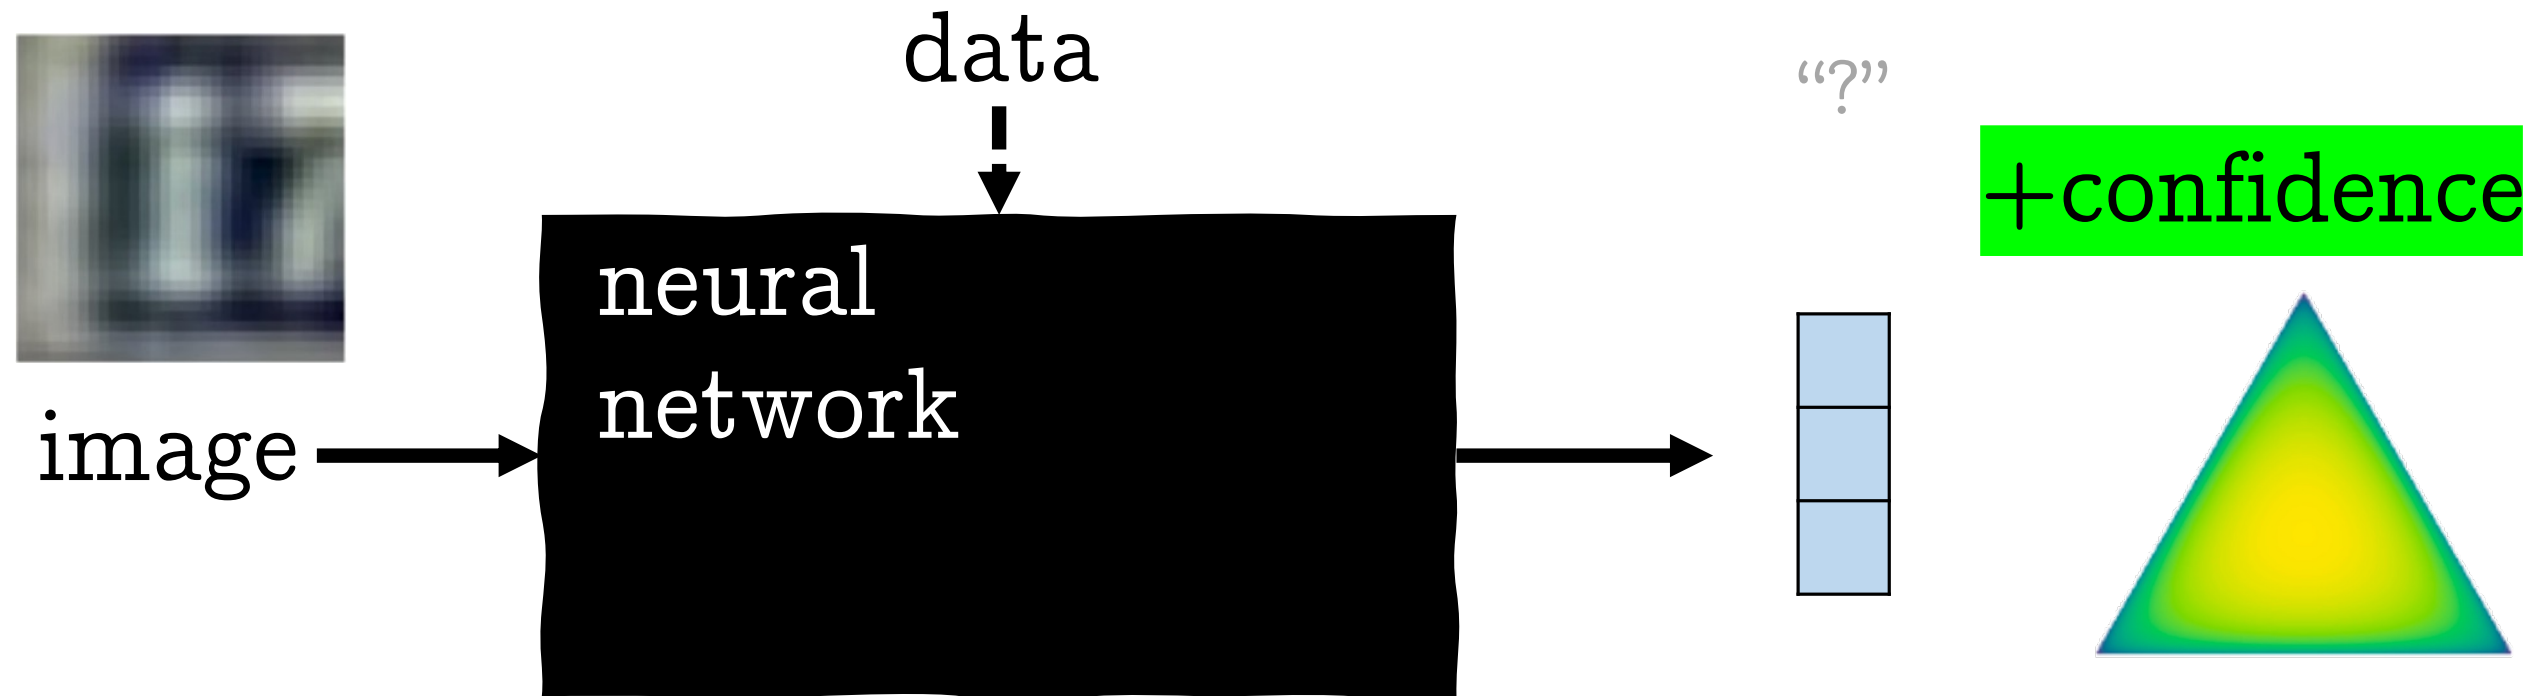 data
“?”
+confidence
neural
network
image